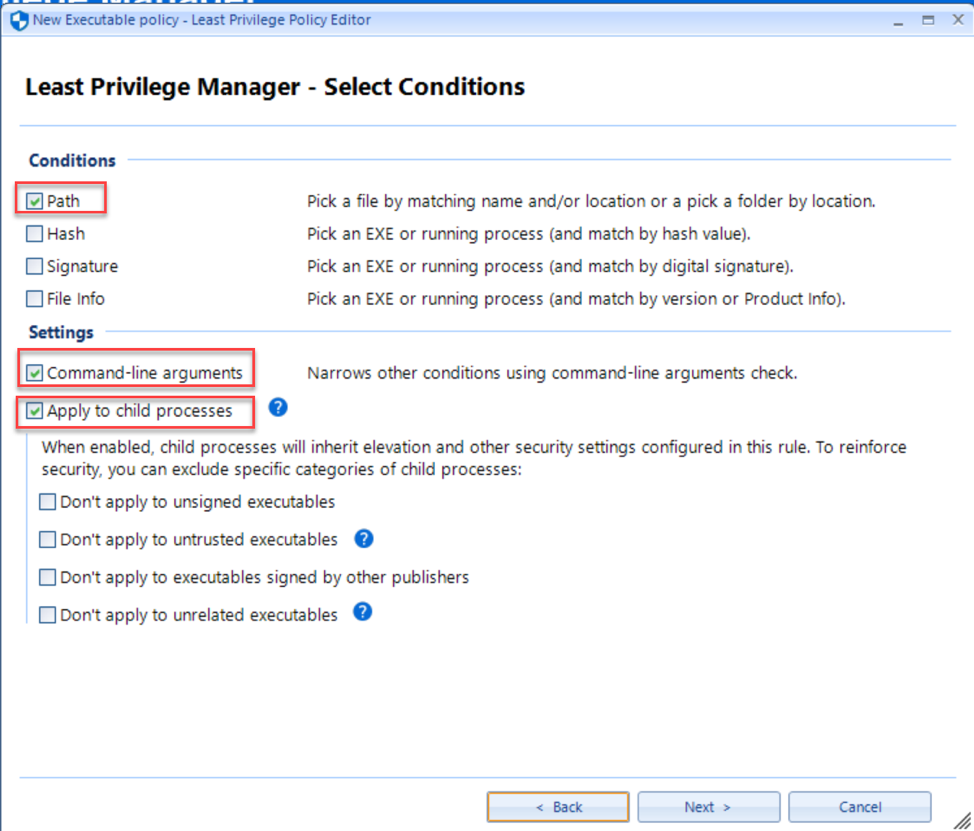 New Executable policy - Least Privilege Policy Editor
Least Privilege Manager - Select Conditions
Conditions
Path Pick a file by matching name and/or location or a pick a folder by location.
Hash Pick an EXE or running process (and match by hash value).
Signature Pick an EXE or running process (and match by digital signature).
File Info Pick an EXE or running process (and match by version or Product Info).
Settings
Command-line arguments Narrows other conditions using command-line arguments check.
Apply to child processes ?
When enabled, child processes will inherit elevation and other security settings configured in this rule. To reinforce
security, you can exclude specific categories of child processes:
Don't apply to unsigned executables
Don't apply to untrusted executables ?
Don't apply to executables signed by other publishers
Don't apply to unrelated executables ?
< Back Next > Cancel